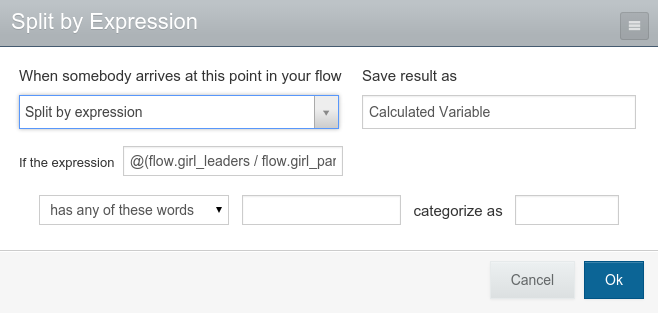 Split by Expression
When somebody arrives at this point in your flow Save result as
Split by expression Calculated Variable
If the expression @(flow.girl_leaders / flow.girl_par
has any of these words categorize as
Cancel Ok